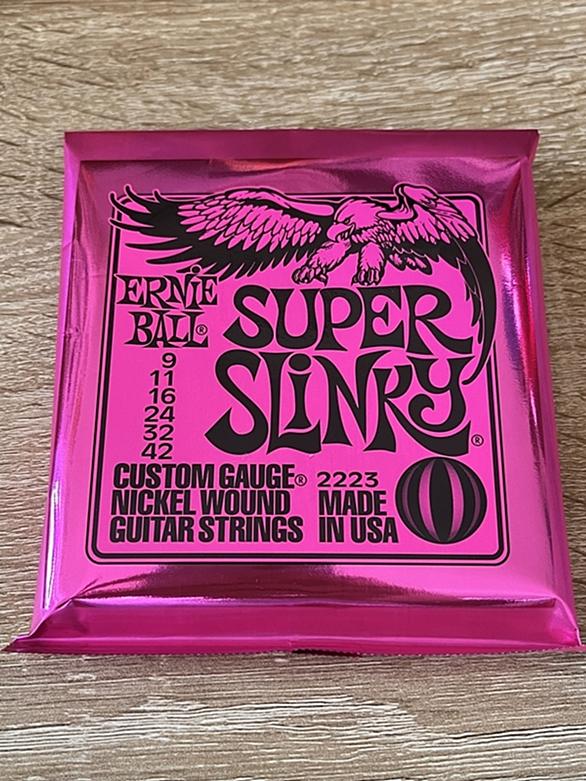 ERNiE
BALL®
SUPER
SLiNKY®
9
11
16
24
32
42
CUSTOM GAUGE®
NICKEL WOUND
GUITAR STRINGS
2223
MADE
IN USA